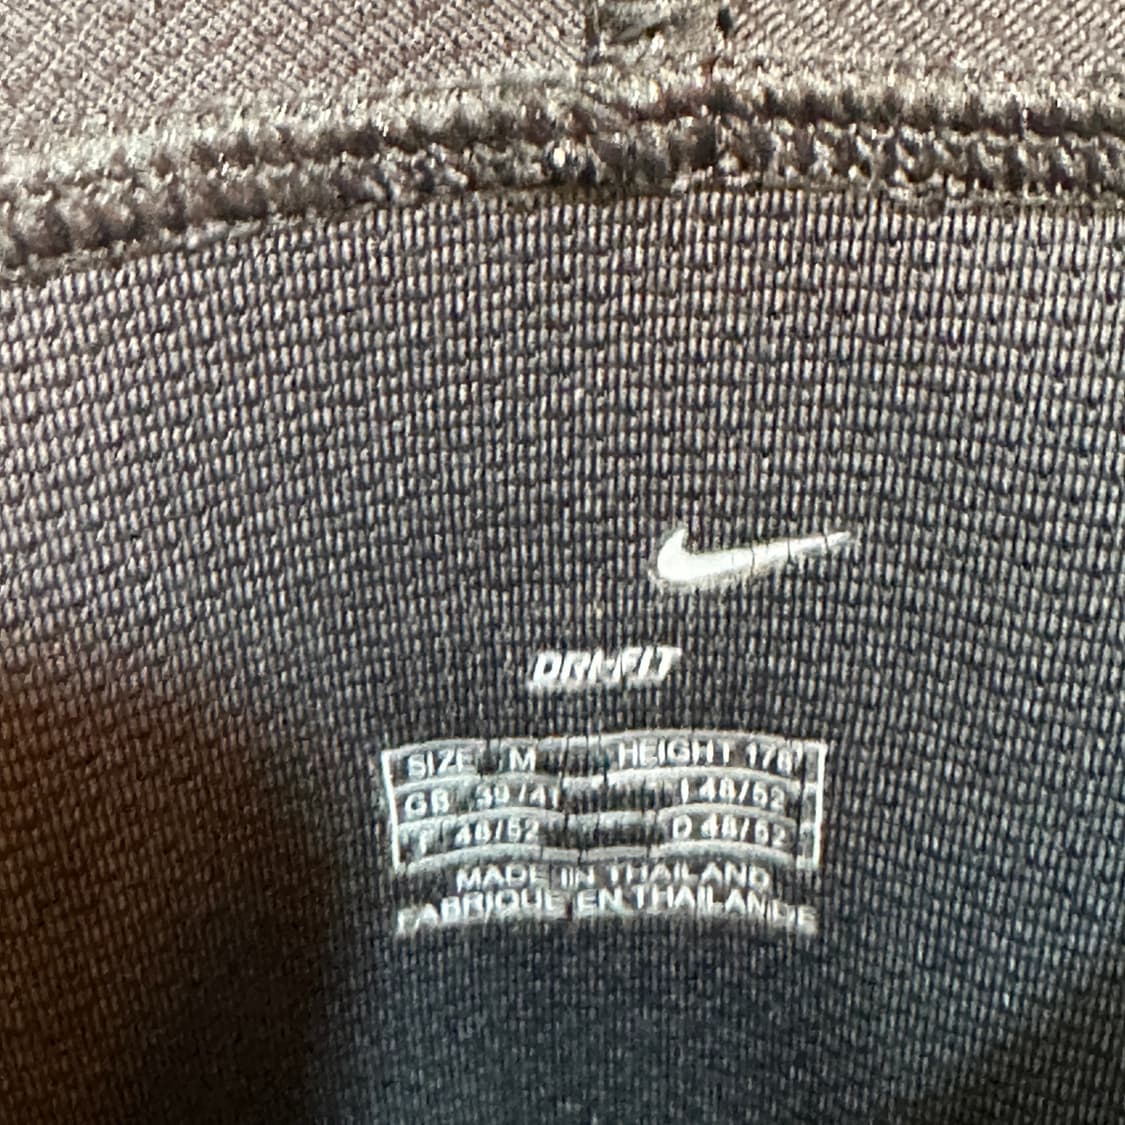 DRI-FIT
SIZE M HEIGHT 178
GB 39/41 I 48/52
F 48/52 D 48/52
MADE IN THAILAND
FABRIQUE EN THAILANDE